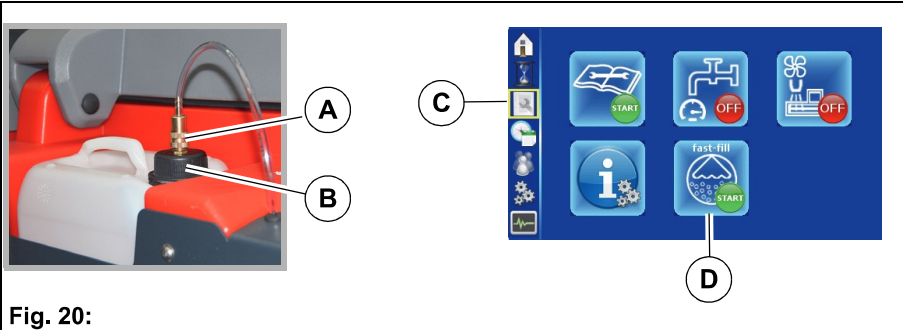 A
B
C
START
OFF
OFF
fast-fill
i
START
D
Fig. 20: